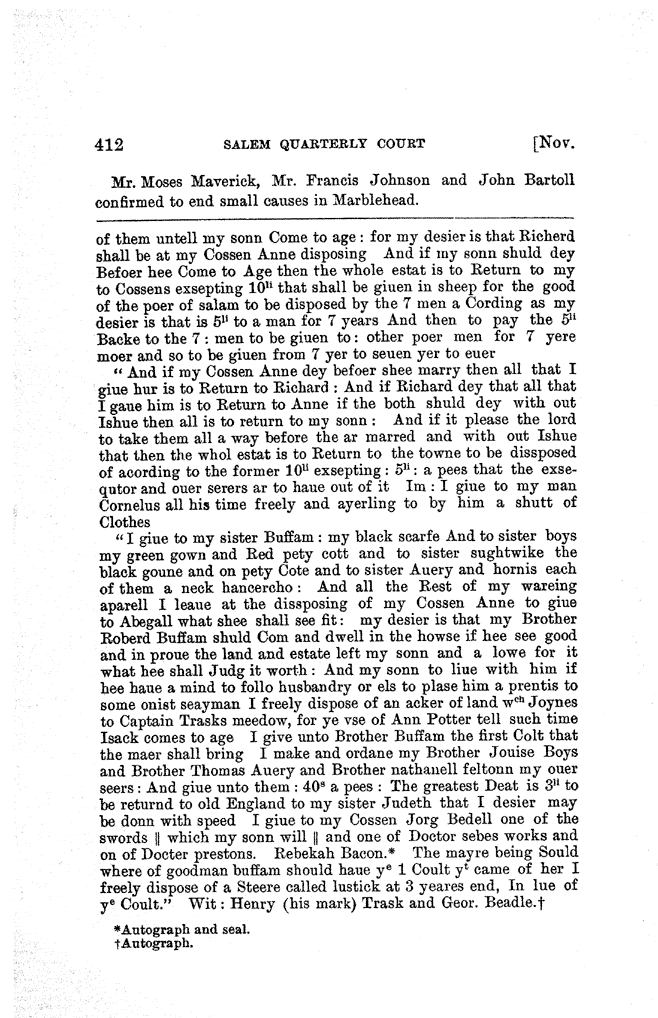 412 SALEM QUARTERLY COURT [Nov.
Mr. Moses Maverick, Mr. Francis Johnson and John Bartoll
confirmed to end small causes in Marblehead.
of them untell my sonn Come to age : for my desier is that Richerd
shall be at my Cossen Anne disposing And if my sonn shuld dey
Befoer hee Come to Age then the whole estat is to Return to my
to Cossens exsepting 10ˡⁱ that shall be giuen in sheep for the good
of the poer of salam to be disposed by the 7 men a Cording as my
desier is that is 5ˡⁱ to a man for 7 years And then to pay the 5ˡⁱ
Backe to the 7 : men to be giuen to : other poer men for 7 yere
moer and so to be giuen from 7 yer to seuen yer to euer
“ And if my Cossen Anne dey befoer shee marry then all that I
giue hur is to Return to Richard : And if Richard dey that all that
I gaue him is to Return to Anne if the both shuld dey with out
Ishue then all is to return to my sonn : And if it please the lord
to take them all a way before the ar marred and with out Ishue
that then the whol estat is to Return to the towne to be dissposed
of acording to the former 10ˡⁱ exsepting : 5ˡⁱ : a pees that the exse-
qutor and ouer serers ar to haue out of it Im : I giue to my man
Cornelus all his time freely and ayerling to by him a shutt of
Clothes
“ I giue to my sister Buffam : my black scarfe And to sister boys
my green gown and Red pety cott and to sister sughtwike the
black goune and on pety Cote and to sister Auery and hornis each
of them a neck hancercho : And all the Rest of my wareing
aparell I leaue at the dissposing of my Cossen Anne to giue
to Abegall what shee shall see fit : my desier is that my Brother
Roberd Buffam shuld Com and dwell in the howse if hee see good
and in proue the land and estate left my sonn and a lowe for it
what hee shall Judg it worth : And my sonn to liue with him if
hee haue a mind to follo husbandry or els to plase him a prentis to
some onist seayman I freely dispose of an acker of land wᶜʰ Joynes
to Captain Trasks meedow, for ye vse of Ann Potter tell such time
Isack comes to age I give unto Brother Buffam the first Colt that
the maer shall bring I make and ordane my Brother Jouise Boys
and Brother Thomas Auery and Brother nathanell feltonn my ouer
seers : And giue unto them : 40ˢ a pees : The greatest Deat is 3ˡⁱ to
be returnd to old England to my sister Judeth that I desier may
be donn with speed I giue to my Cossen Jorg Bedell one of the
swords || which my sonn will || and one of Doctor sebes works and
on of Docter prestons. Rebekah Bacon.* The mayre being Sould
where of goodman buffam should haue yᵉ 1 Coult yᵗ came of her I
freely dispose of a Steere called lustick at 3 yeares end, In lue of
yᵉ Coult.” Wit : Henry (his mark) Trask and Geor. Beadle.†
*Autograph and seal.
†Autograph.